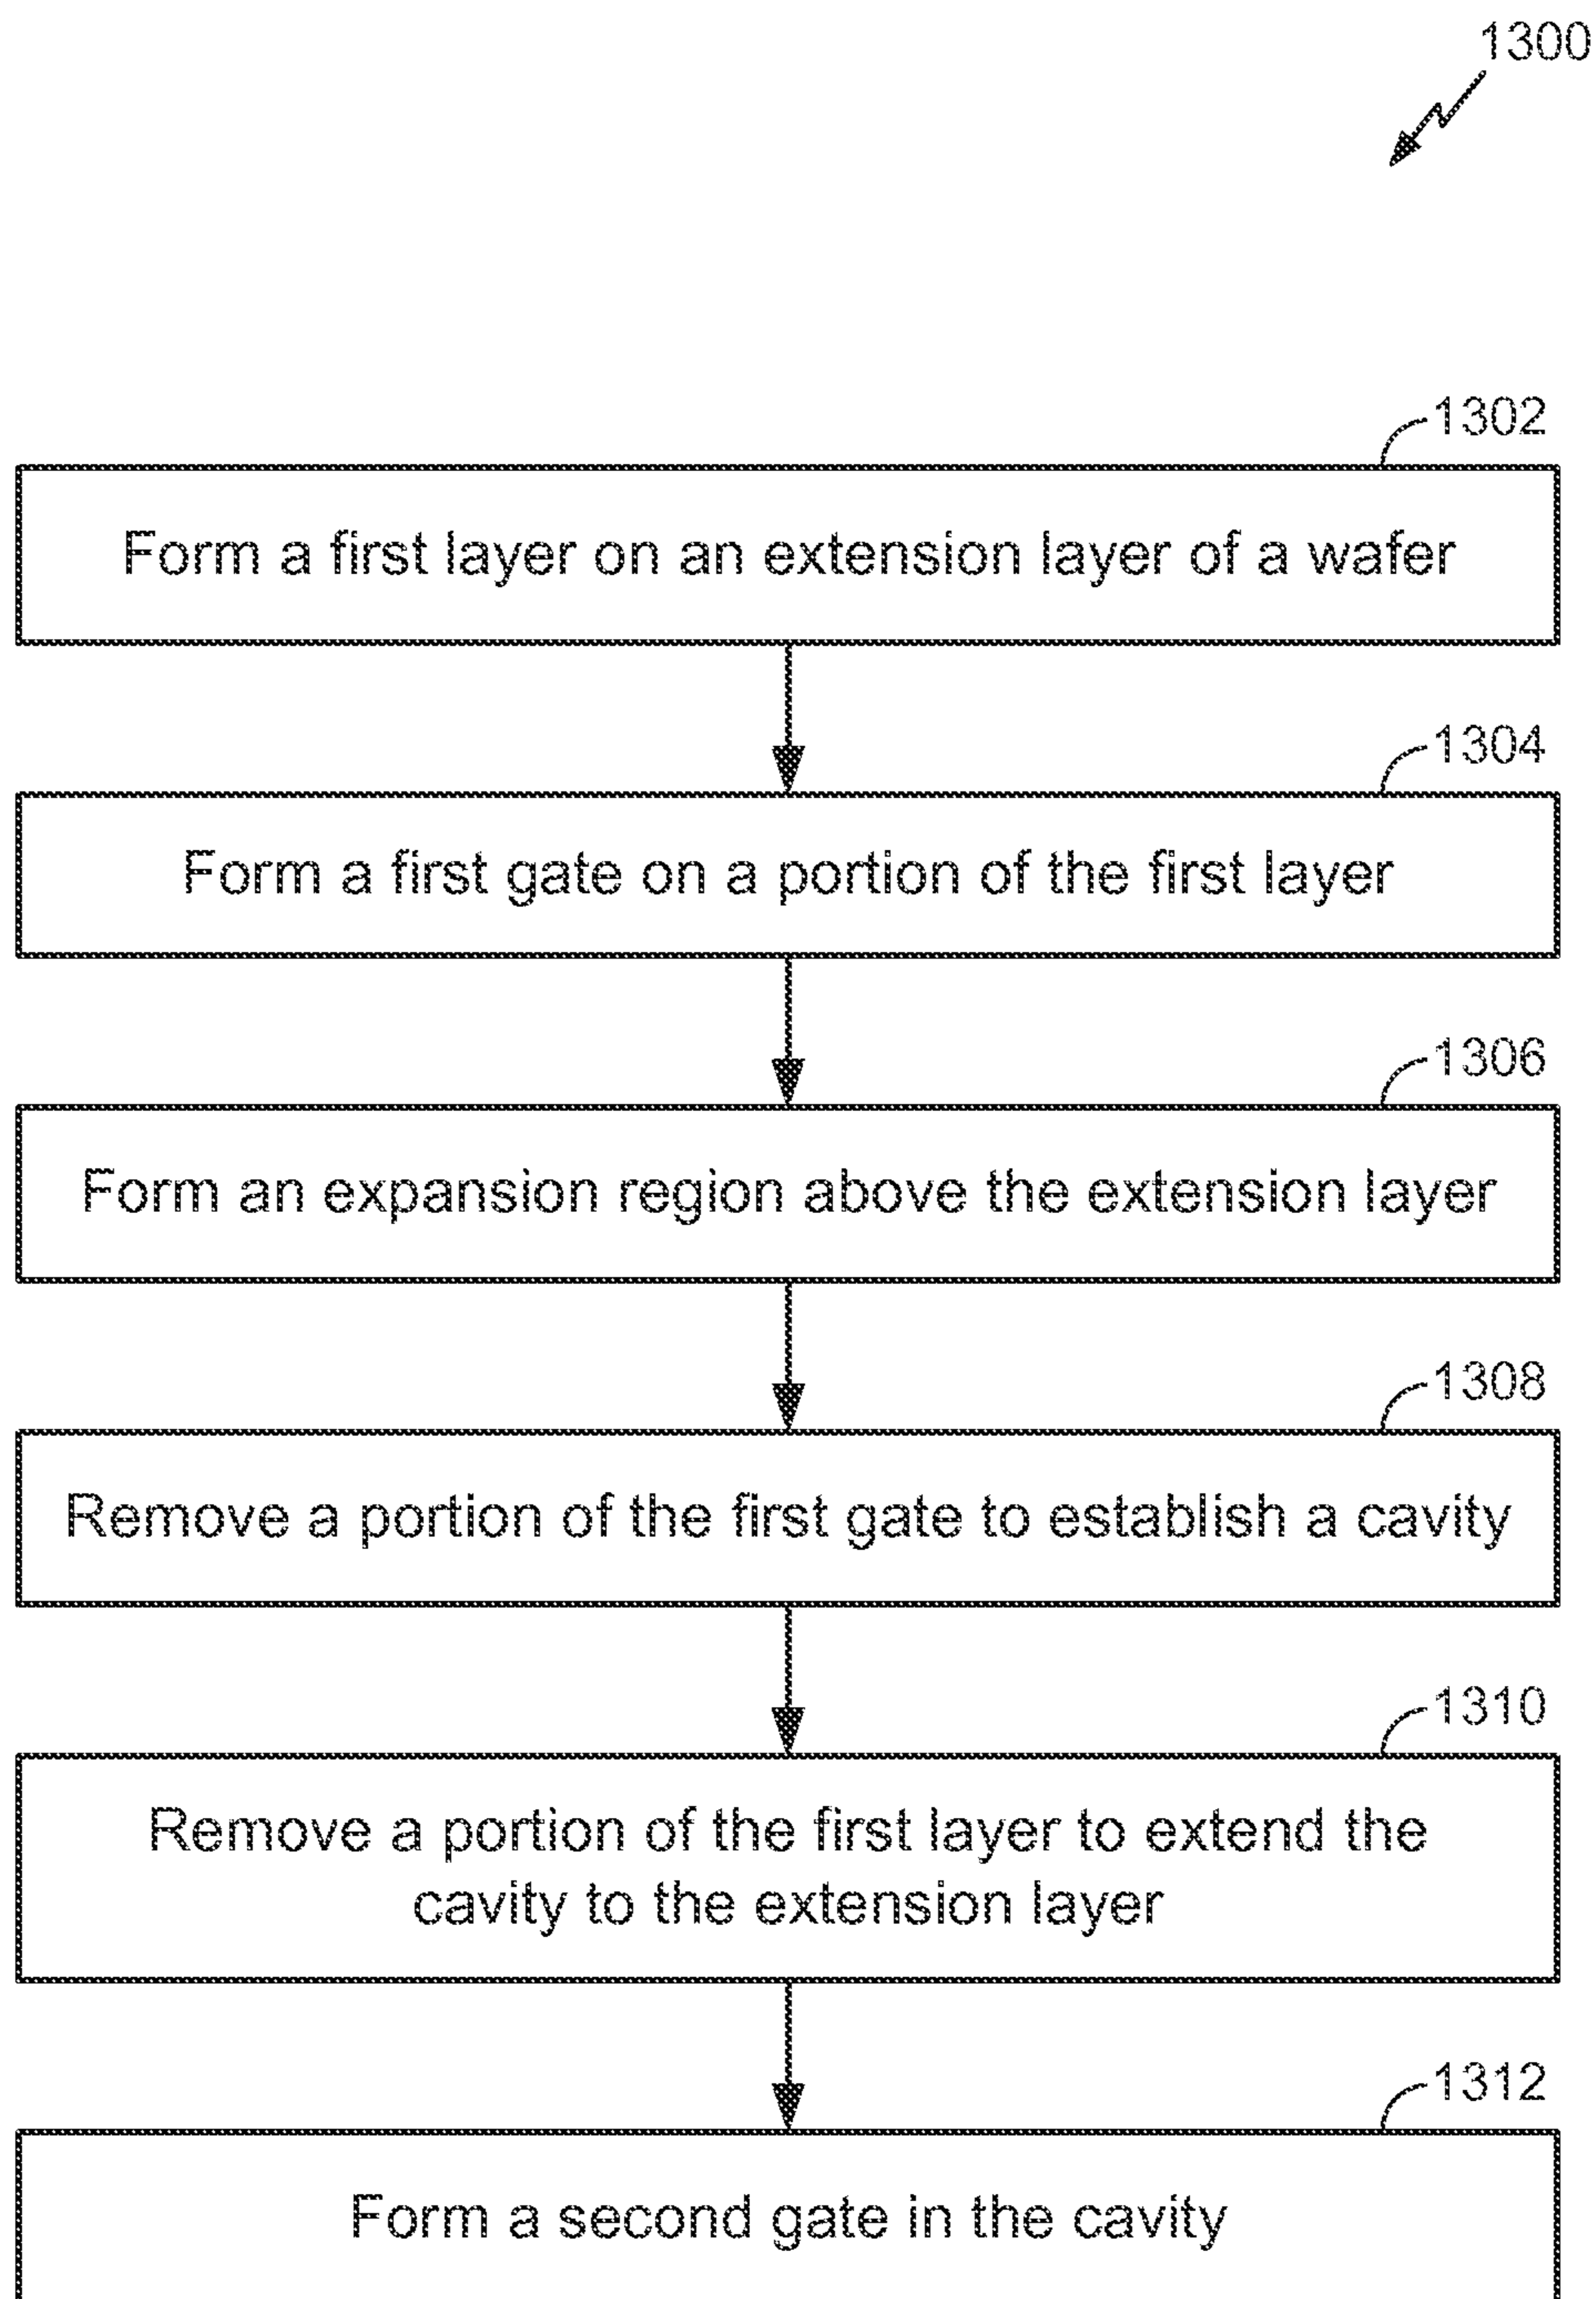 1300
1302
Form a first layer on an extension layer of a wafer
1304
Form a first gate on a portion of the first layer
1306
Form an expansion region above the extension layer
1308
Remove a portion of the first gate to establish a cavity
1310
Remove a portion of the first layer to extend the
cavity to the extension layer
1312
Form a second gate in the cavity